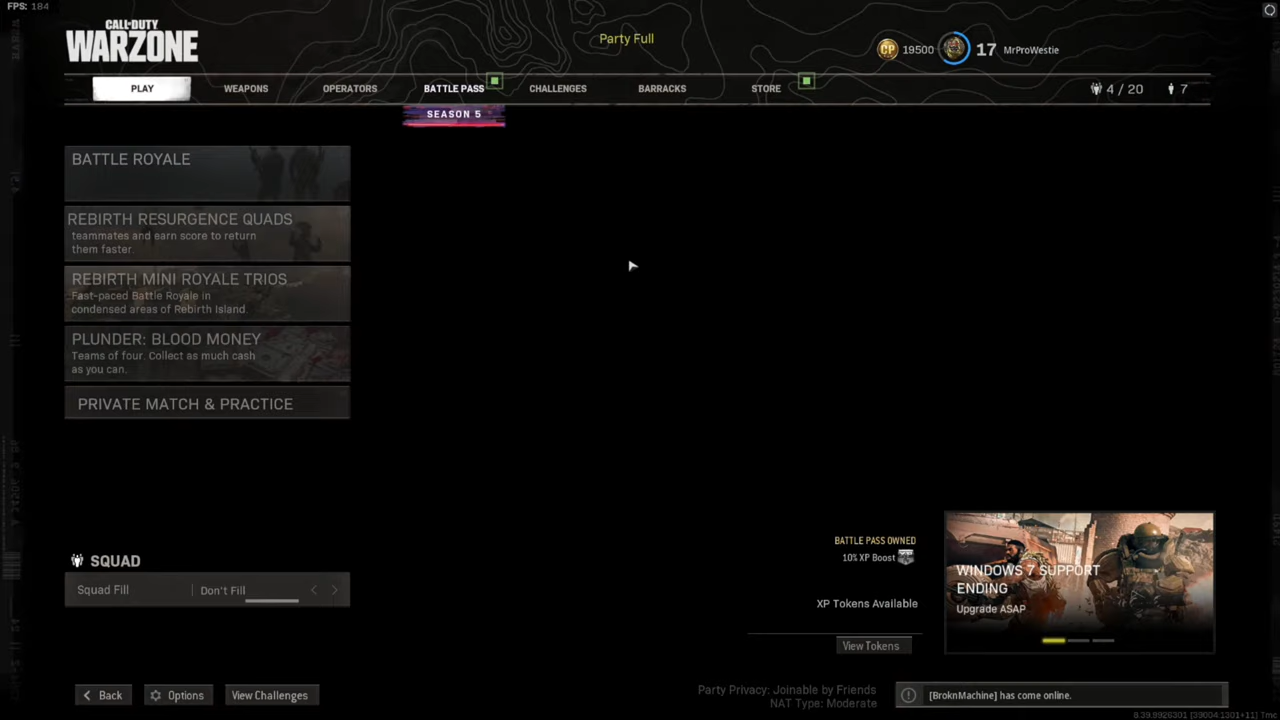 FPS: 184
CALL OF DUTY
WARZONE
Party Full
CP 19500 17 MrProWestie
PLAY WEAPONS OPERATORS BATTLE PASS CHALLENGES BARRACKS STORE 4 / 20 7
SEASON 5
BATTLE ROYALE
REBIRTH RESURGENCE QUADS
teammates and earn score to return
them faster.
REBIRTH MINI ROYALE TRIOS
Fast-paced Battle Royale in
condensed areas of Rebirth Island.
PLUNDER: BLOOD MONEY
Teams of four. Collect as much cash
as you can.
PRIVATE MATCH & PRACTICE
SQUAD
Squad Fill Don't Fill
BATTLE PASS OWNED
10% XP Boost
XP Tokens Available
View Tokens
WINDOWS 7 SUPPORT
ENDING
Upgrade ASAP
Back Options View Challenges
Party Privacy: Joinable by Friends
NAT Type: Moderate
[BroknMachine] has come online.